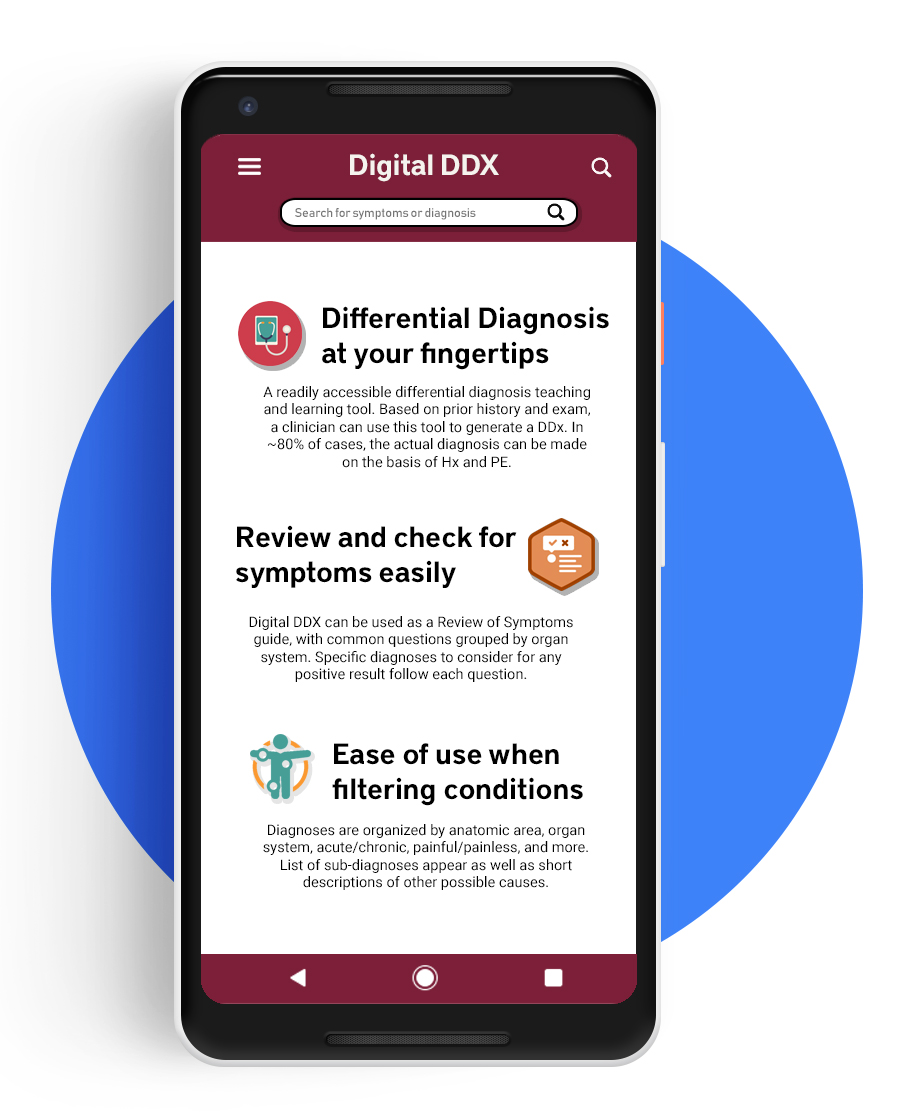 Digital DDX
Search for symptoms or diagnosis
Differential Diagnosis
at your fingertips
A readily accessible differential diagnosis teaching
and learning tool. Based on prior history and exam,
a clinician can use this tool to generate a DDx. In
~80% of cases, the actual diagnosis can be made
on the basis of Hx and PE.
Review and check for
symptoms easily
Digital DDX can be used as a Review of Symptoms
guide, with common questions grouped by organ
system. Specific diagnoses to consider for any
positive result follow each question.
Ease of use when
filtering conditions
Diagnoses are organized by anatomic area, organ
system, acute/chronic, painful/painless, and more.
List of sub-diagnoses appear as well as short
descriptions of other possible causes.